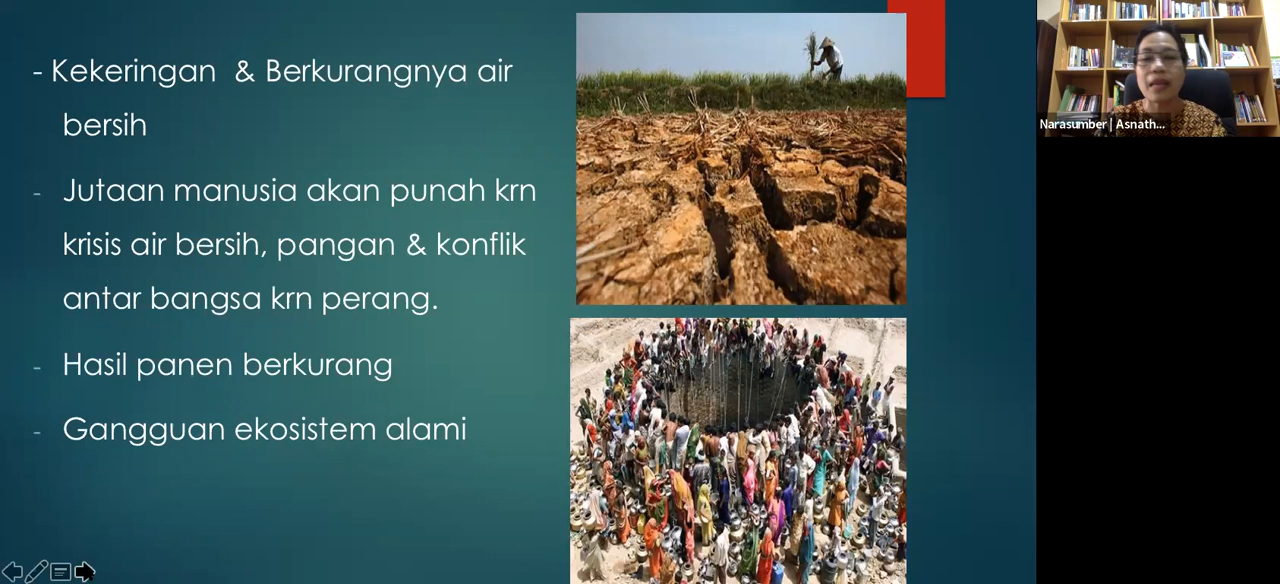 - Kekeringan & Berkurangnya air
bersih
- Jutaan manusia akan punah krn
krisis air bersih, pangan & konflik
antar bangsa krn perang.
- Hasil panen berkurang
- Gangguan ekosistem alami
Narasumber | Asnath...